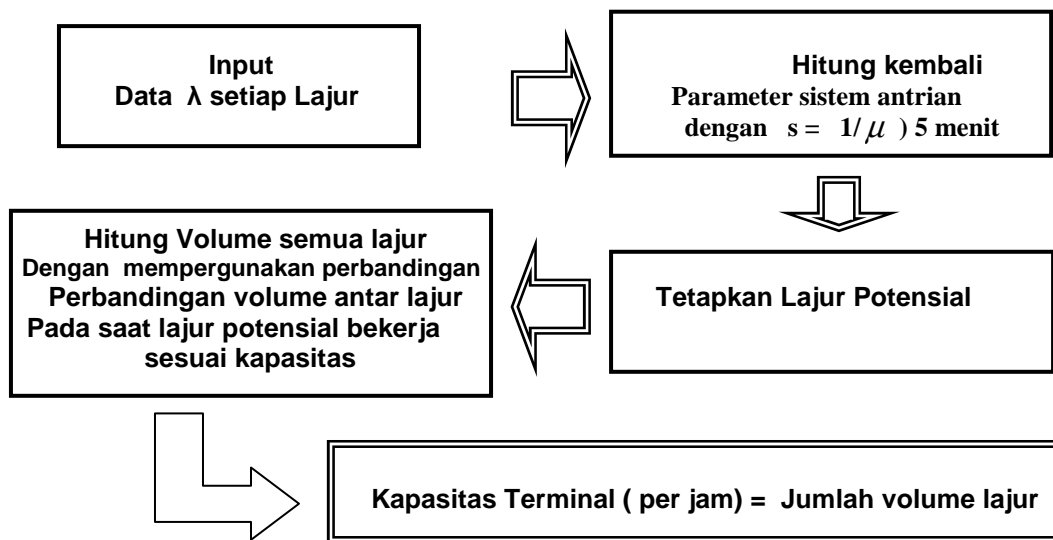 Input
Data λ setiap Lajur
Hitung kembali
Parameter sistem antrian
dengan s = 1/ μ ) 5 menit
Tetapkan Lajur Potensial
Hitung Volume semua lajur
Dengan mempergunakan perbandingan
Perbandingan volume antar lajur
Pada saat lajur potensial bekerja
sesuai kapasitas
Kapasitas Terminal ( per jam) = Jumlah volume lajur